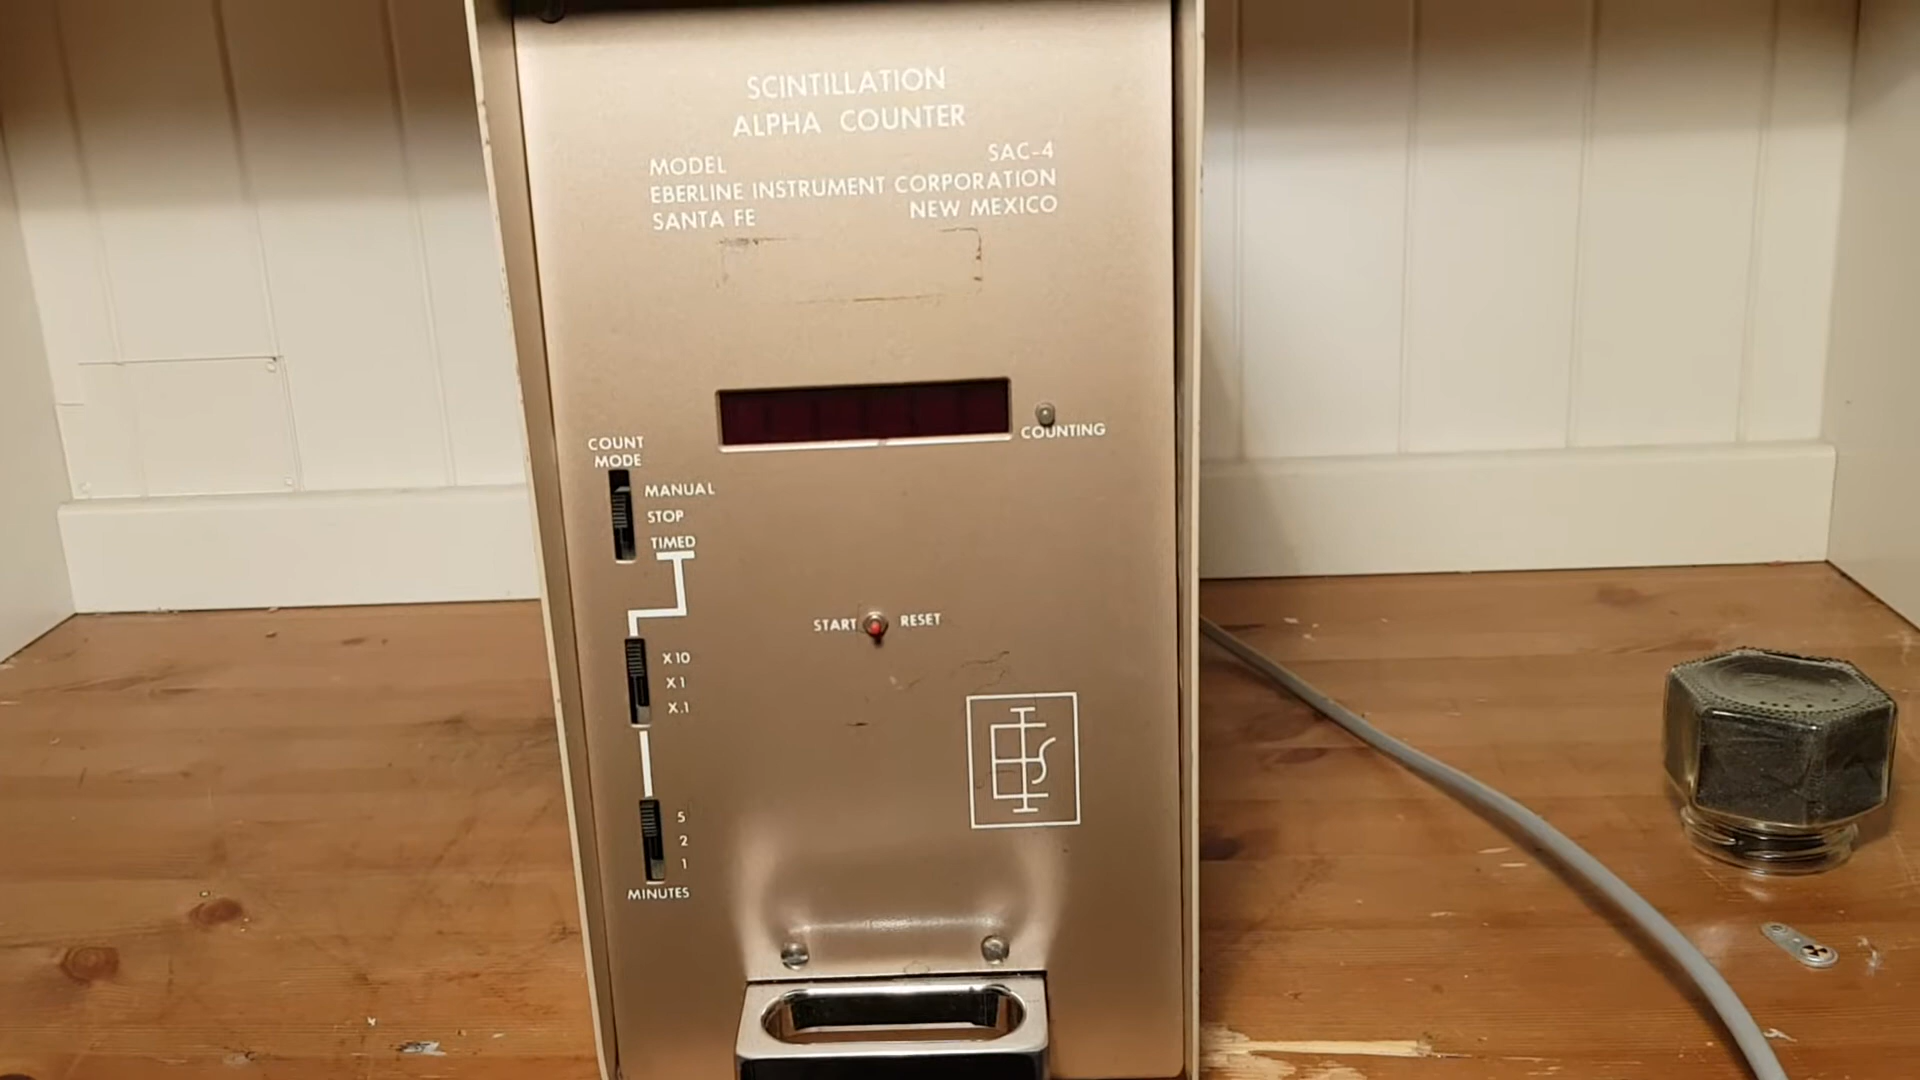 SCINTILLATION
ALPHA COUNTER
MODEL SAC-4
EBERLINE INSTRUMENT CORPORATION
SANTA FE NEW MEXICO
COUNTING
COUNT
MODE
MANUAL
STOP
TIMED
START RESET
X10
X1
X.1
5
2
1
MINUTES